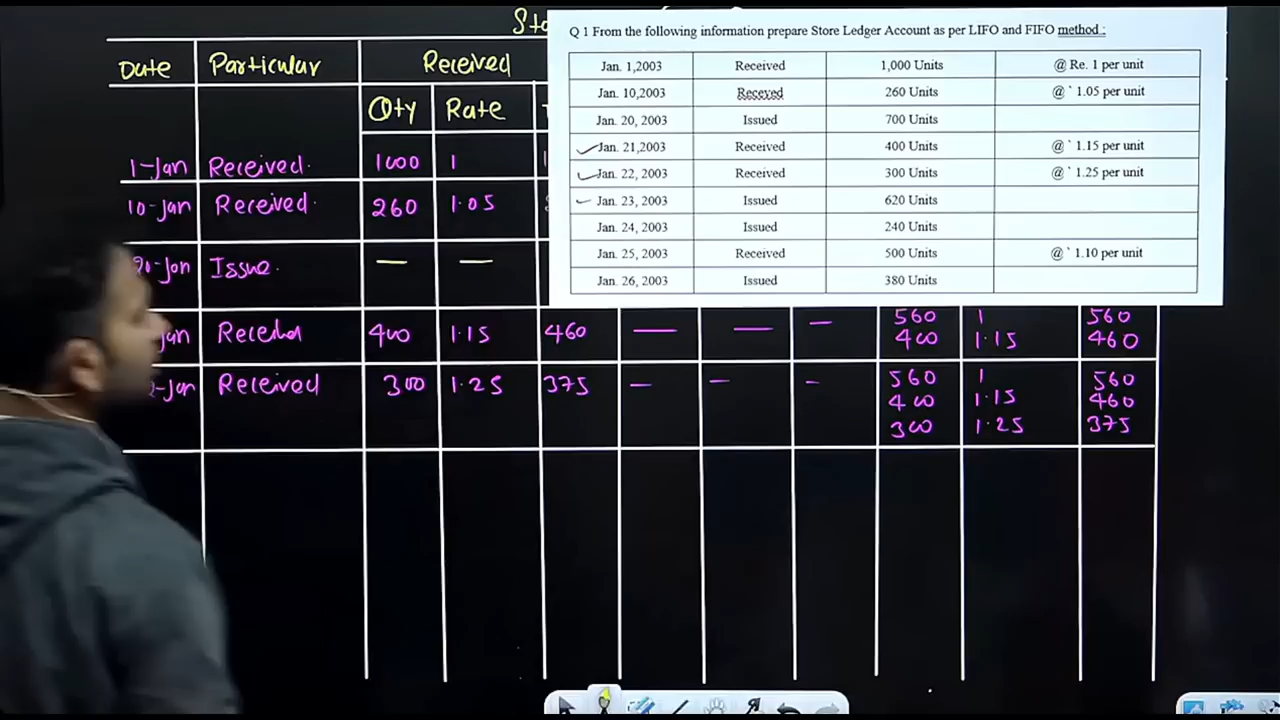 Sto
Q 1 From the following information prepare Store Ledger Account as per LIFO and FIFO method :
Jan. 1,2003 Received 1,000 Units @ Re. 1 per unit
Jan. 10,2003 Receved 260 Units @ ` 1.05 per unit
Jan. 20, 2003 Issued 700 Units
Jan. 21,2003 Received 400 Units @ ` 1.15 per unit
Jan. 22, 2003 Received 300 Units @ ` 1.25 per unit
Jan. 23, 2003 Issued 620 Units
Jan. 24, 2003 Issued 240 Units
Jan. 25, 2003 Received 500 Units @ ` 1.10 per unit
Jan. 26, 2003 Issued 380 Units
Date Particular Received
Qty Rate
1-Jan Received. 1000 1
10-Jan Received. 260 1.05
20-Jan Issue. — —
Jan Received 400 1.15 460 — — — 560 1 560
400 1.15 460
-Jan Received 300 1.25 375 — — — 560 1 560
400 1.15 460
300 1.25 375